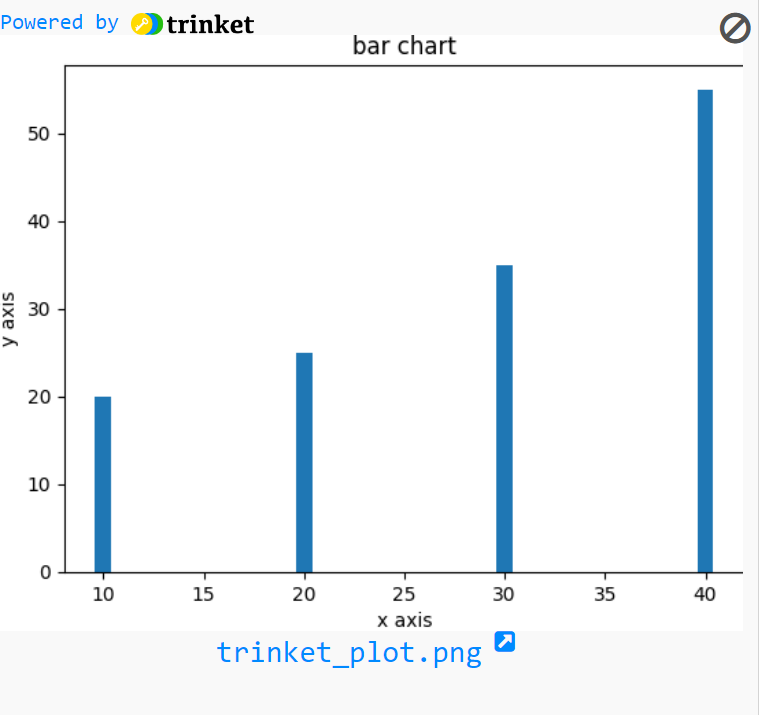 Powered by trinket
bar chart
50
40
30
20
10
0
y axis
10 15 20 25 30 35 40
x axis
trinket_plot.png